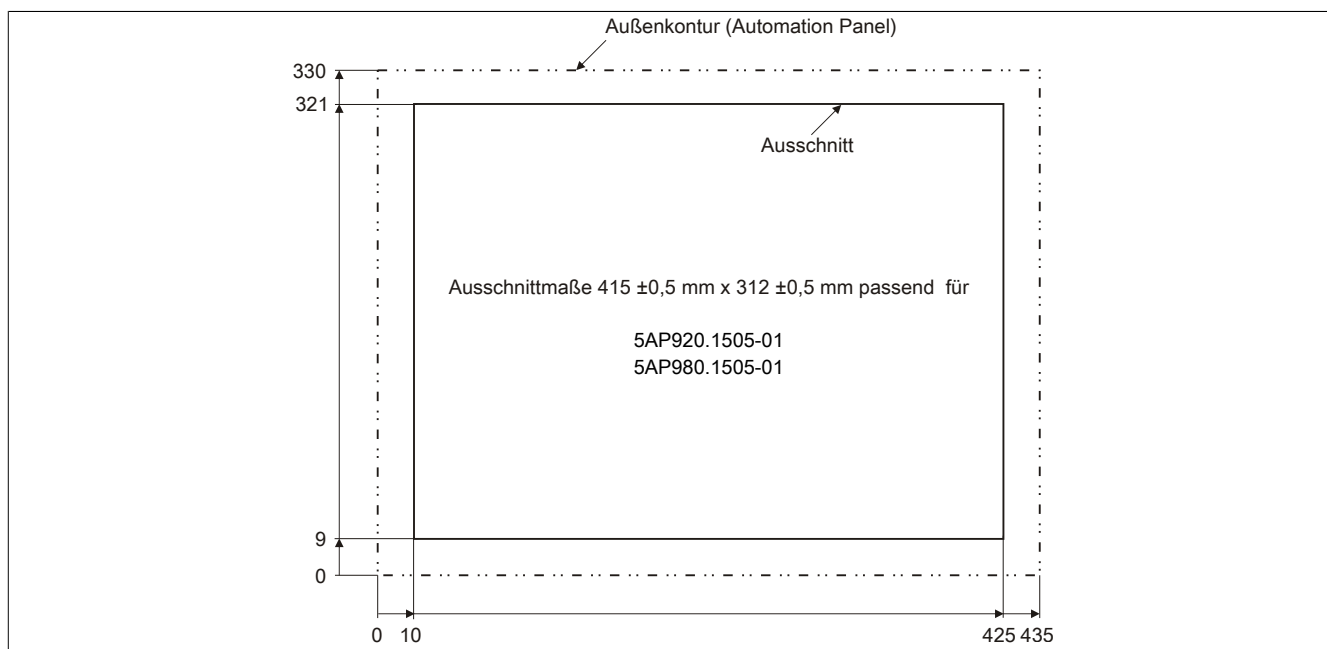 Außenkontur (Automation Panel)
330
321
Ausschnitt
Ausschnittmaße 415 ±0,5 mm x 312 ±0,5 mm passend für
5AP920.1505-01
5AP980.1505-01
9
0
0 10 425 435